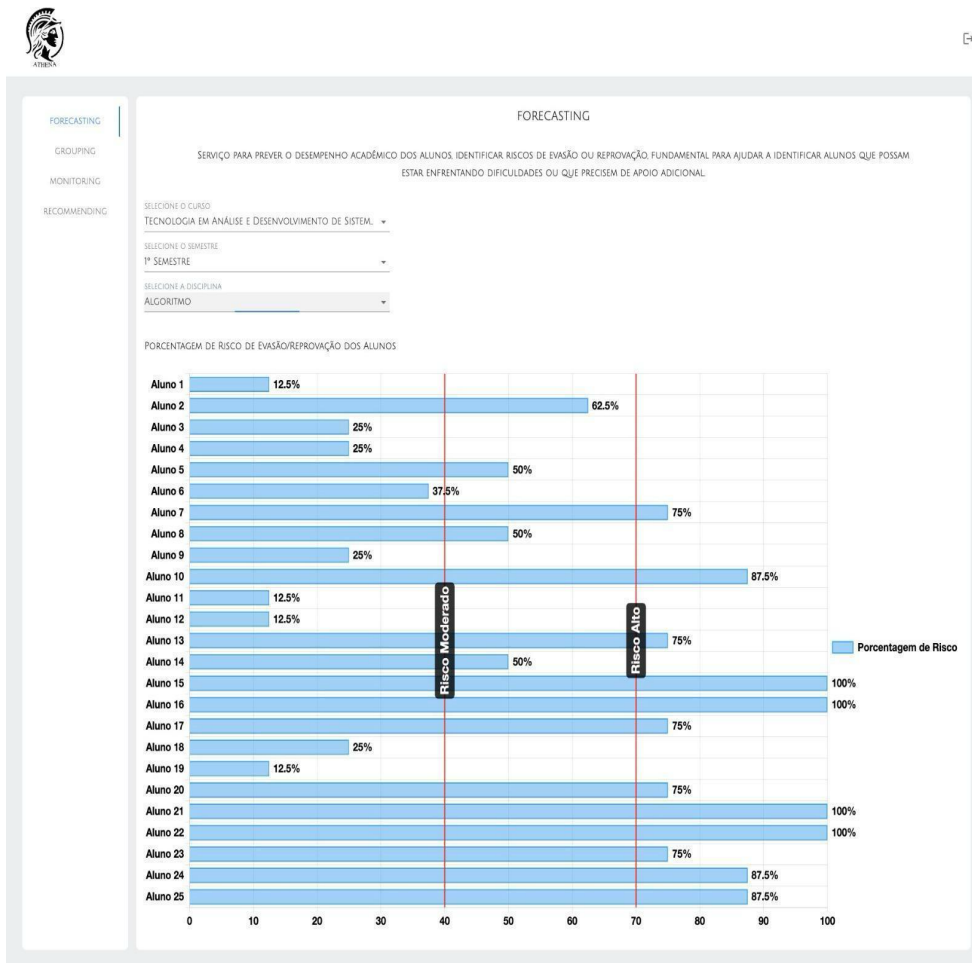 ATHENA
FORECASTING
GROUPING
MONITORING
RECOMMENDING
FORECASTING
Serviço para prever o desempenho acadêmico dos alunos, identificar riscos de evasão ou reprovação, fundamental para ajudar a identificar alunos que possam
estar enfrentando dificuldades ou que precisem de apoio adicional.
Selecione o curso
Tecnologia em Análise e Desenvolvimento de Sistem...
Selecione o semestre
1º Semestre
Selecione a disciplina
Algoritmo
Porcentagem de Risco de Evasão/Reprovação dos Alunos
Aluno 1 12.5%
Aluno 2 62.5%
Aluno 3 25%
Aluno 4 25%
Aluno 5 50%
Aluno 6 37.5%
Aluno 7 75%
Aluno 8 50%
Aluno 9 25%
Aluno 10 87.5%
Aluno 11 12.5%
Aluno 12 12.5%
Aluno 13 75%
Aluno 14 50%
Aluno 15 100%
Aluno 16 100%
Aluno 17 75%
Aluno 18 25%
Aluno 19 12.5%
Aluno 20 75%
Aluno 21 100%
Aluno 22 100%
Aluno 23 75%
Aluno 24 87.5%
Aluno 25 87.5%
Risco Moderado
Risco Alto
Porcentagem de Risco
0 10 20 30 40 50 60 70 80 90 100